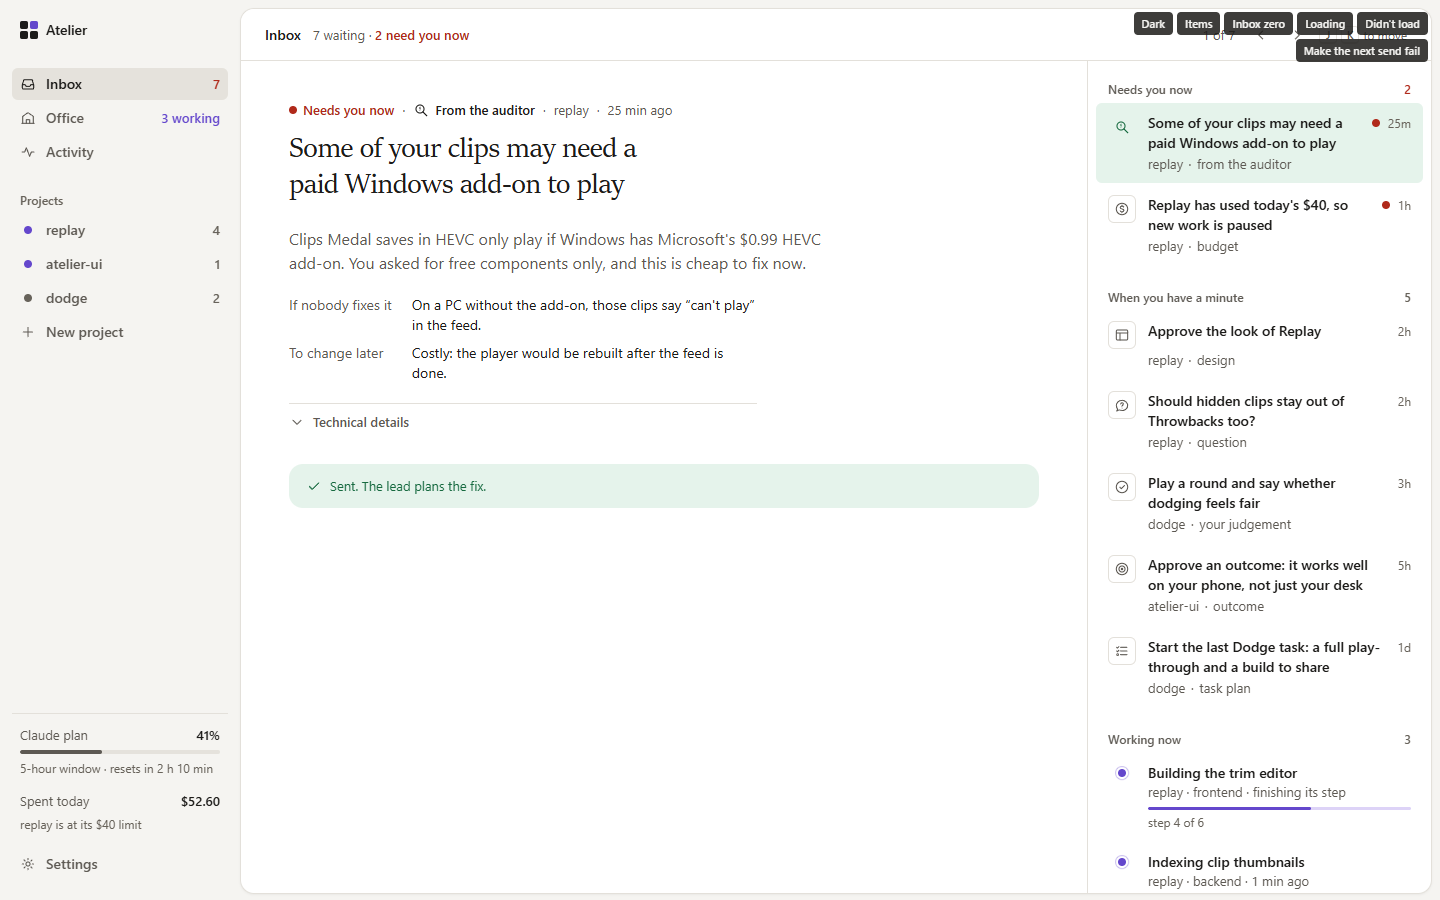 Atelier
Inbox 7
Office 3 working
Activity
Projects
replay 4
atelier-ui 1
dodge 2
New project
Claude plan 41%
5-hour window · resets in 2 h 10 min
Spent today $52.60
replay is at its $40 limit
Settings
Inbox 7 waiting · 2 need you now
Dark Items Inbox zero Loading Didn't load
1 of 7
to move
Make the next send fail
Needs you now · From the auditor · replay · 25 min ago
Some of your clips may need a
paid Windows add-on to play
Clips Medal saves in HEVC only play if Windows has Microsoft's $0.99 HEVC
add-on. You asked for free components only, and this is cheap to fix now.
If nobody fixes it On a PC without the add-on, those clips say “can't play”
in the feed.
To change later Costly: the player would be rebuilt after the feed is
done.
Technical details
Sent. The lead plans the fix.
Needs you now 2
Some of your clips may need a 25m
paid Windows add-on to play
replay · from the auditor
Replay has used today's $40, so 1h
new work is paused
replay · budget
When you have a minute 5
Approve the look of Replay 2h
replay · design
Should hidden clips stay out of 2h
Throwbacks too?
replay · question
Play a round and say whether 3h
dodging feels fair
dodge · your judgement
Approve an outcome: it works well 5h
on your phone, not just your desk
atelier-ui · outcome
Start the last Dodge task: a full play- 1d
through and a build to share
dodge · task plan
Working now 3
Building the trim editor
replay · frontend · finishing its step
step 4 of 6
Indexing clip thumbnails
replay · backend · 1 min ago